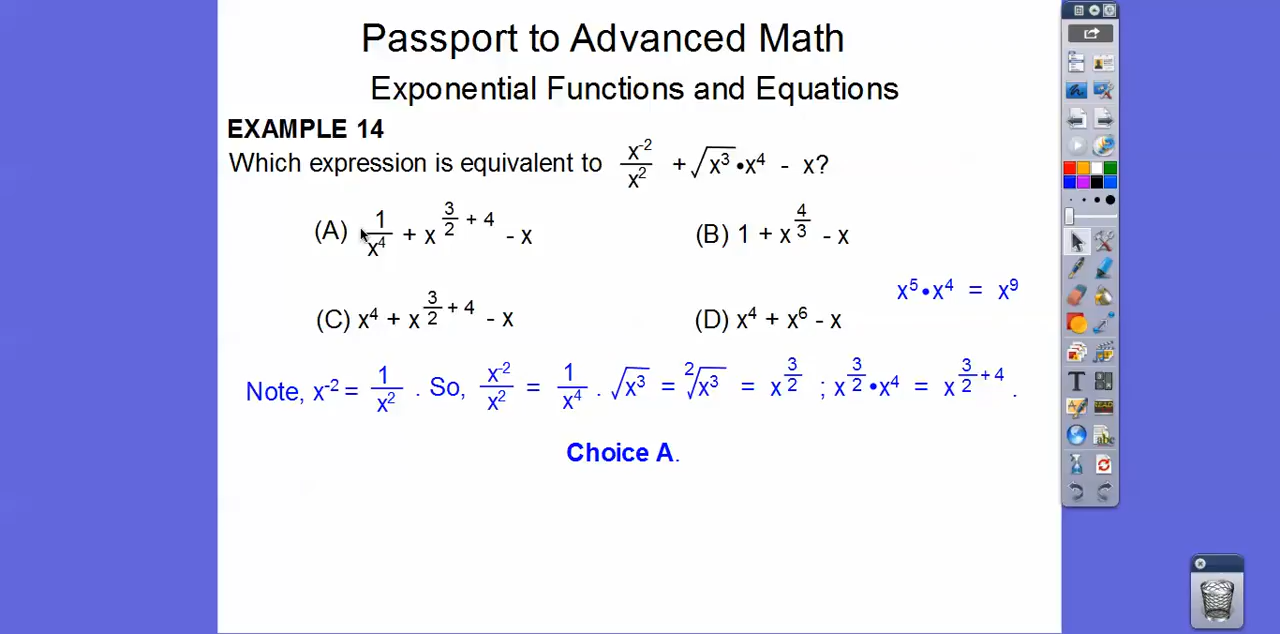 Passport to Advanced Math
Exponential Functions and Equations
EXAMPLE 14
Which expression is equivalent to x⁻²/x² + √x³•x⁴ - x?
(A) 1/x⁴ + x^(3/2 + 4) - x
(B) 1 + x^(4/3) - x
x⁵•x⁴ = x⁹
(C) x⁴ + x^(3/2 + 4) - x
(D) x⁴ + x⁶ - x
Note, x⁻² = 1/x² . So, x⁻²/x² = 1/x⁴ . √x³ = ²√x³ = x^(3/2) ; x^(3/2)•x⁴ = x^(3/2 + 4) .
Choice A.